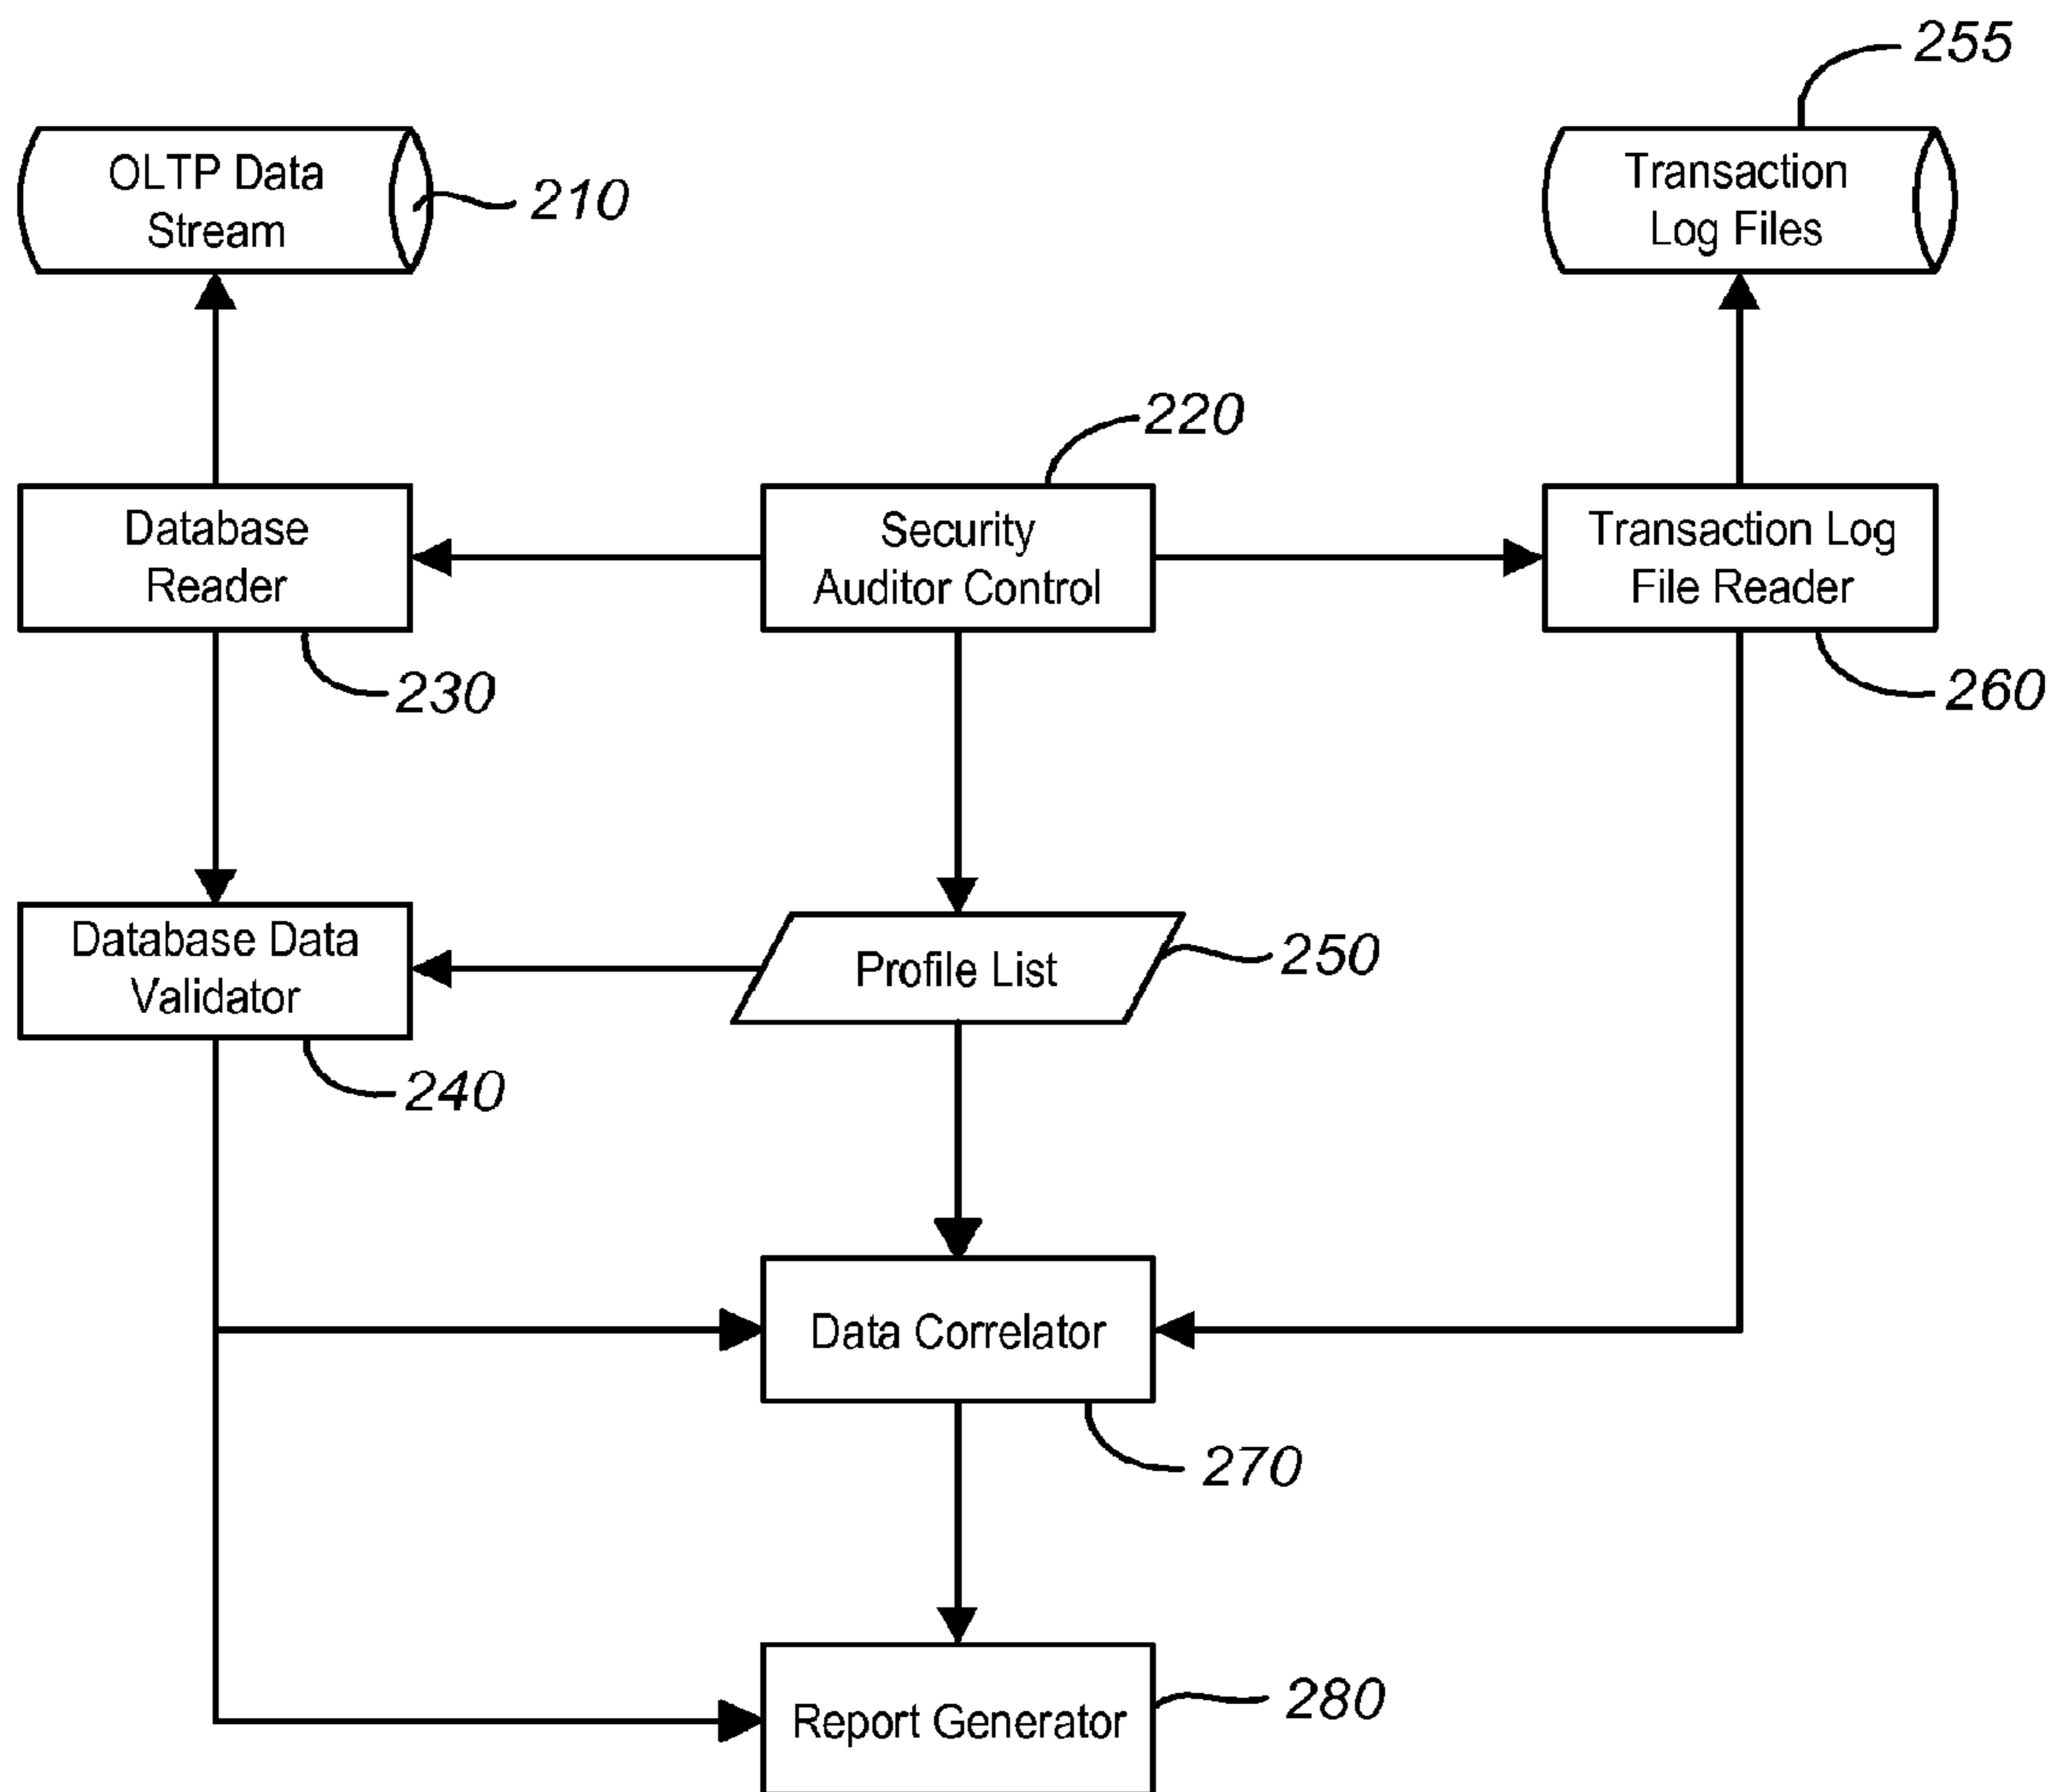 255
OLTP Data
Stream
210
Transaction
Log Files
220
Database
Reader
Security
Auditor Control
Transaction Log
File Reader
230
260
Database Data
Validator
Profile List
250
240
Data Correlator
270
Report Generator
280